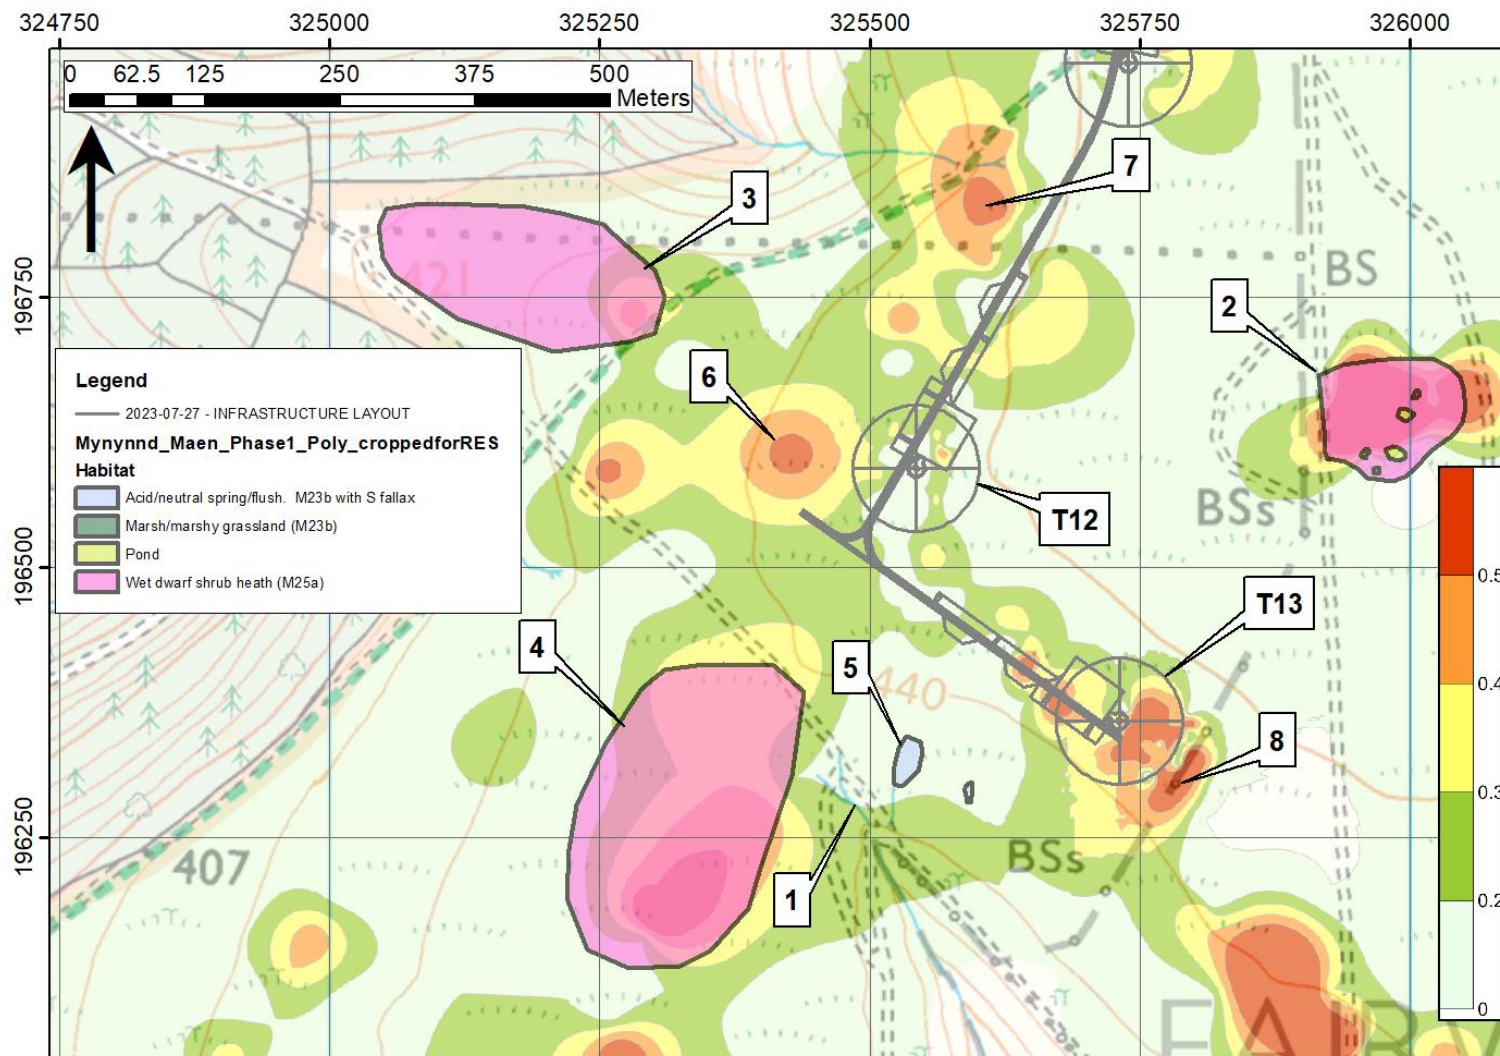 324750 325000 325250 325500 325750 326000
0 62.5 125 250 375 500
Meters
7
3
421
196750
BS
2
6
Legend
2023-07-27 - INFRASTRUCTURE LAYOUT
Mynynnd_Maen_Phase1_Poly_croppedforRES
Habitat
Acid/neutral spring/flush. M23b with S fallax
Marsh/marshy grassland (M23b)
Pond
Wet dwarf shrub heath (M25a)
BSs
T12
196500
0.5
T13
4
5
440
0.4
8
0.3
196250
407
BSs
1
0.2
0